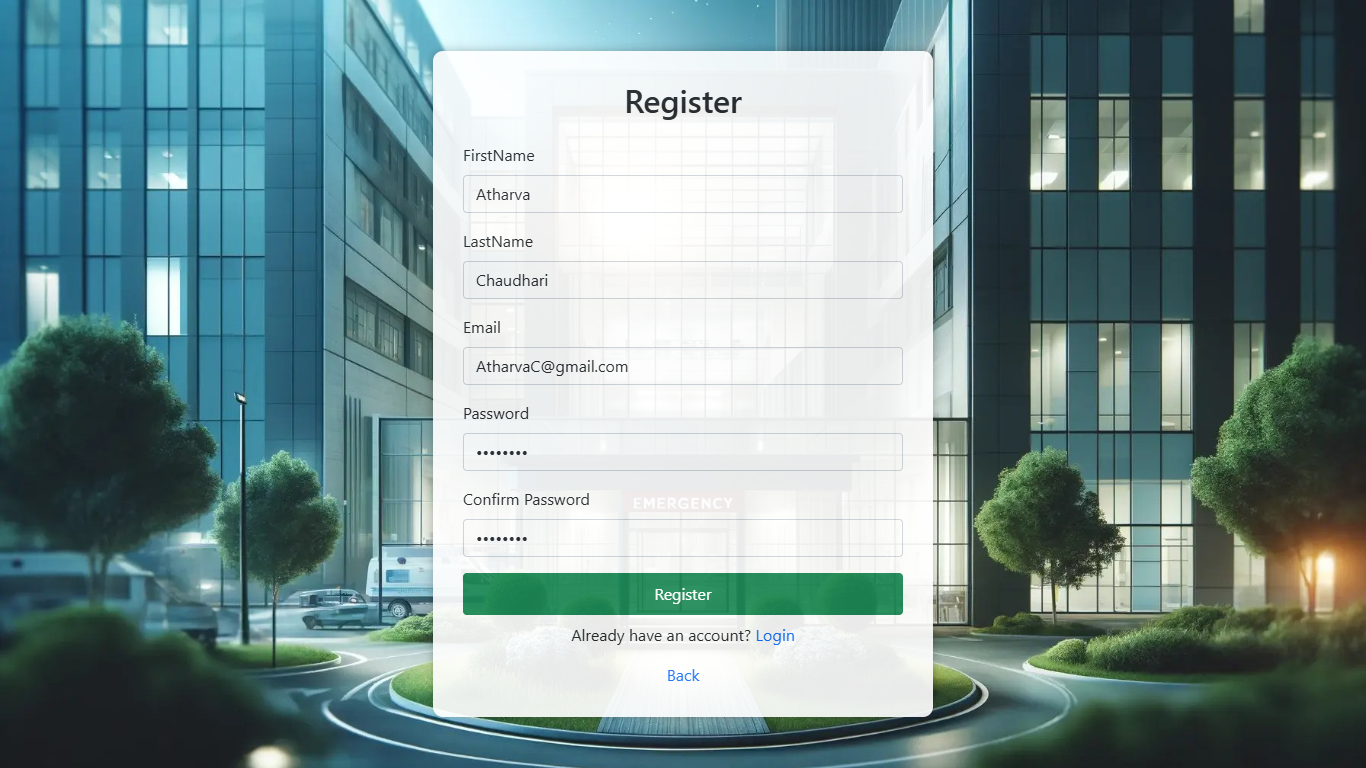 Register
FirstName
Atharva
LastName
Chaudhari
Email
AtharvaC@gmail.com
Password
••••••••
Confirm Password
EMERGENCY
••••••••
Register
Already have an account? Login
Back